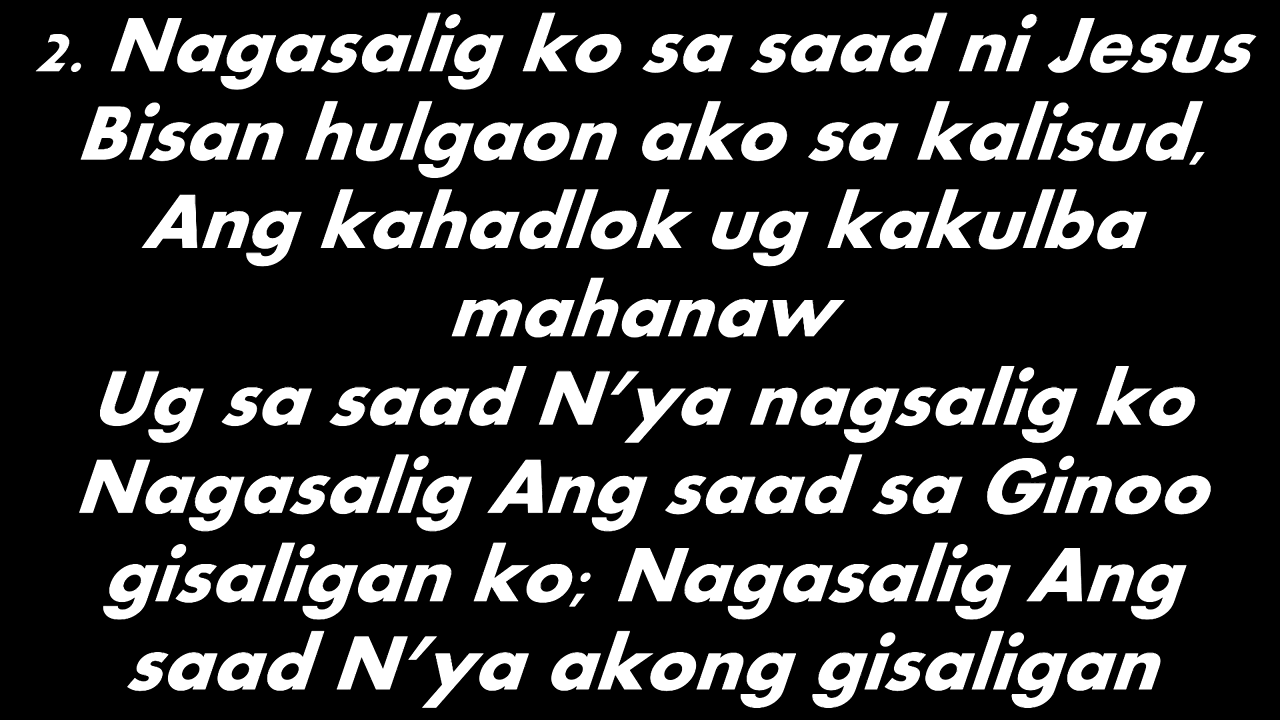 2. Nagasalig ko sa saad ni Jesus
Bisan hulgaon ako sa kalisud,
Ang kahadlok ug kakulba
mahanaw
Ug sa saad N’ya nagsalig ko
Nagasalig Ang saad sa Ginoo
gisaligan ko; Nagasalig Ang
saad N’ya akong gisaligan